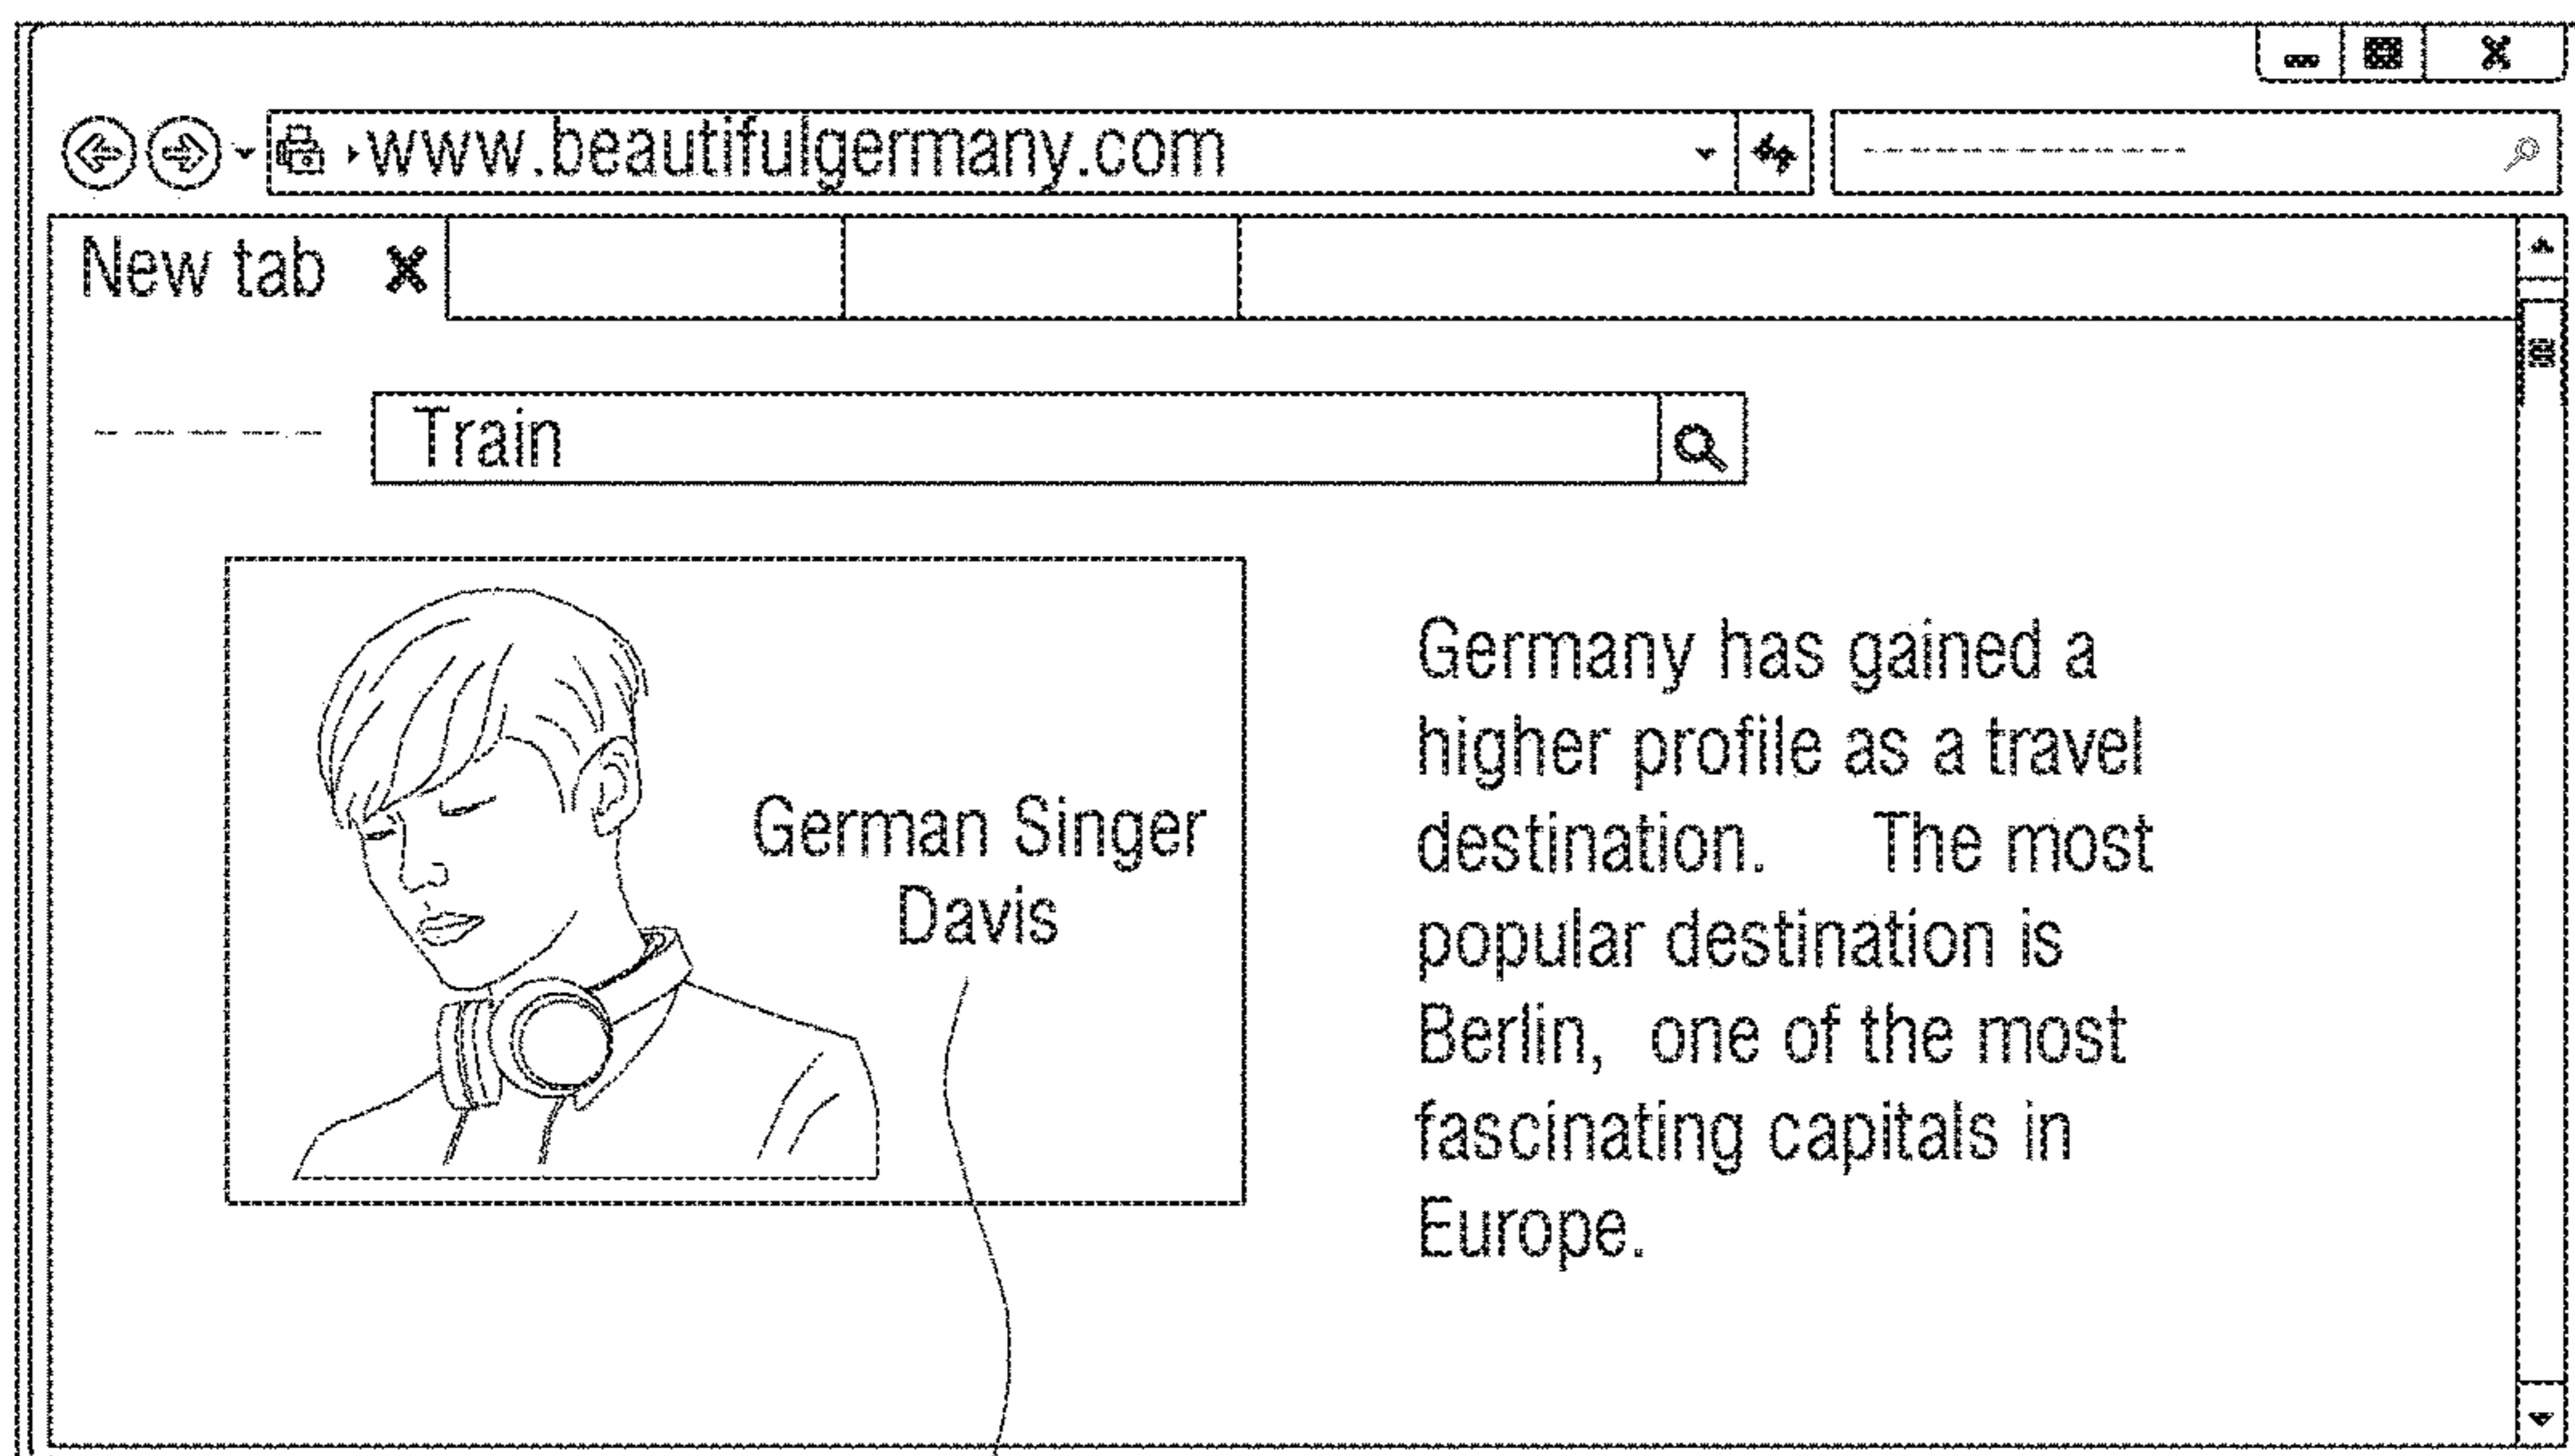 www.beautifulgermany.com
New tab
Train
German Singer
Davis
Germany has gained a
higher profile as a travel
destination. The most
popular destination is
Berlin, one of the most
fascinating capitals in
Europe.